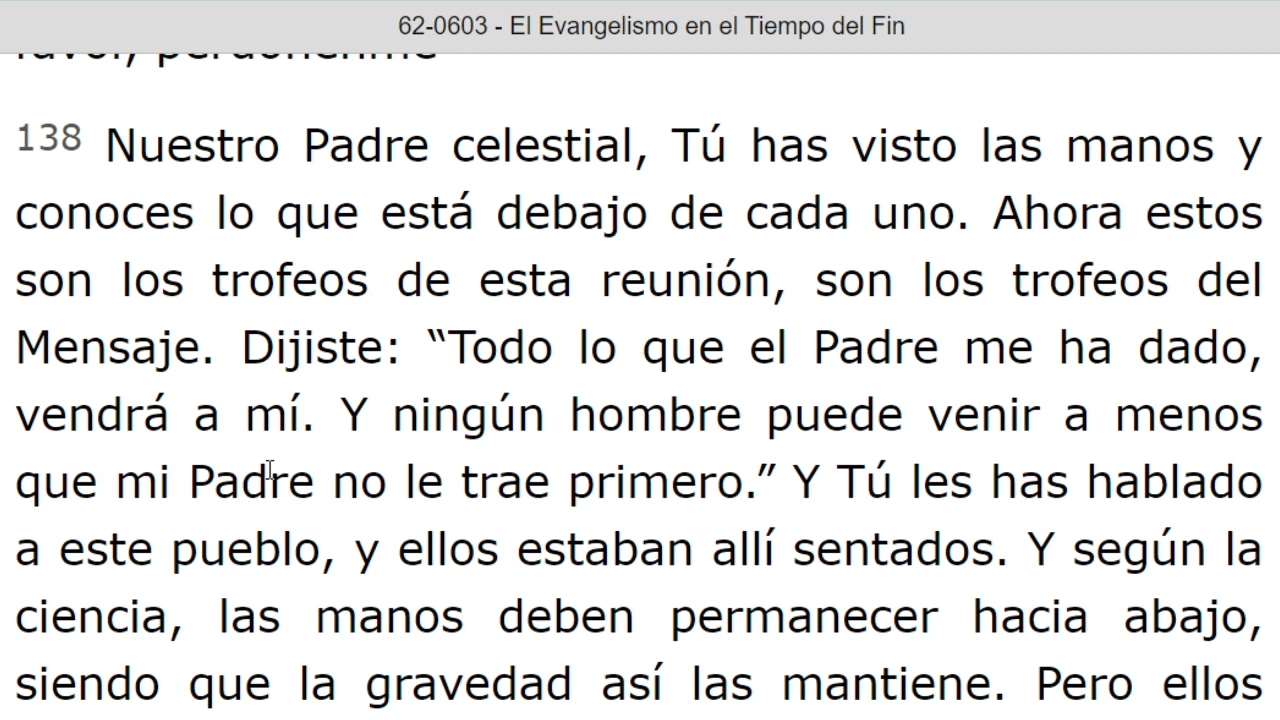 62-0603 - El Evangelismo en el Tiempo del Fin
favor, perdónenme
138 Nuestro Padre celestial, Tú has visto las manos y
conoces lo que está debajo de cada uno. Ahora estos
son los trofeos de esta reunión, son los trofeos del
Mensaje. Dijiste: “Todo lo que el Padre me ha dado,
vendrá a mí. Y ningún hombre puede venir a menos
que mi Padre no le trae primero.” Y Tú les has hablado
a este pueblo, y ellos estaban allí sentados. Y según la
ciencia, las manos deben permanecer hacia abajo,
siendo que la gravedad así las mantiene. Pero ellos